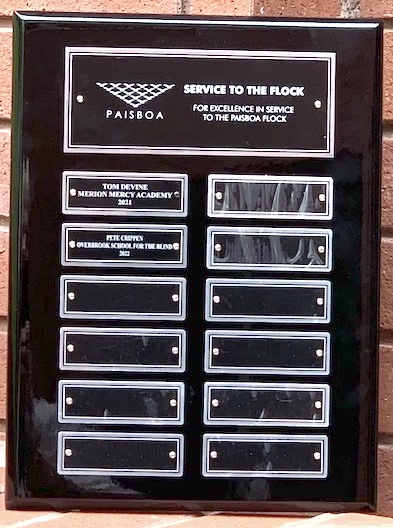 PAISBOA
SERVICE TO THE FLOCK
FOR EXCELLENCE IN SERVICE
TO THE PAISBOA FLOCK
TOM DEVINE
MERION MERCY ACADEMY
2021
PETE CRIPPEN
OVERBROOK SCHOOL FOR THE BLIND
2022